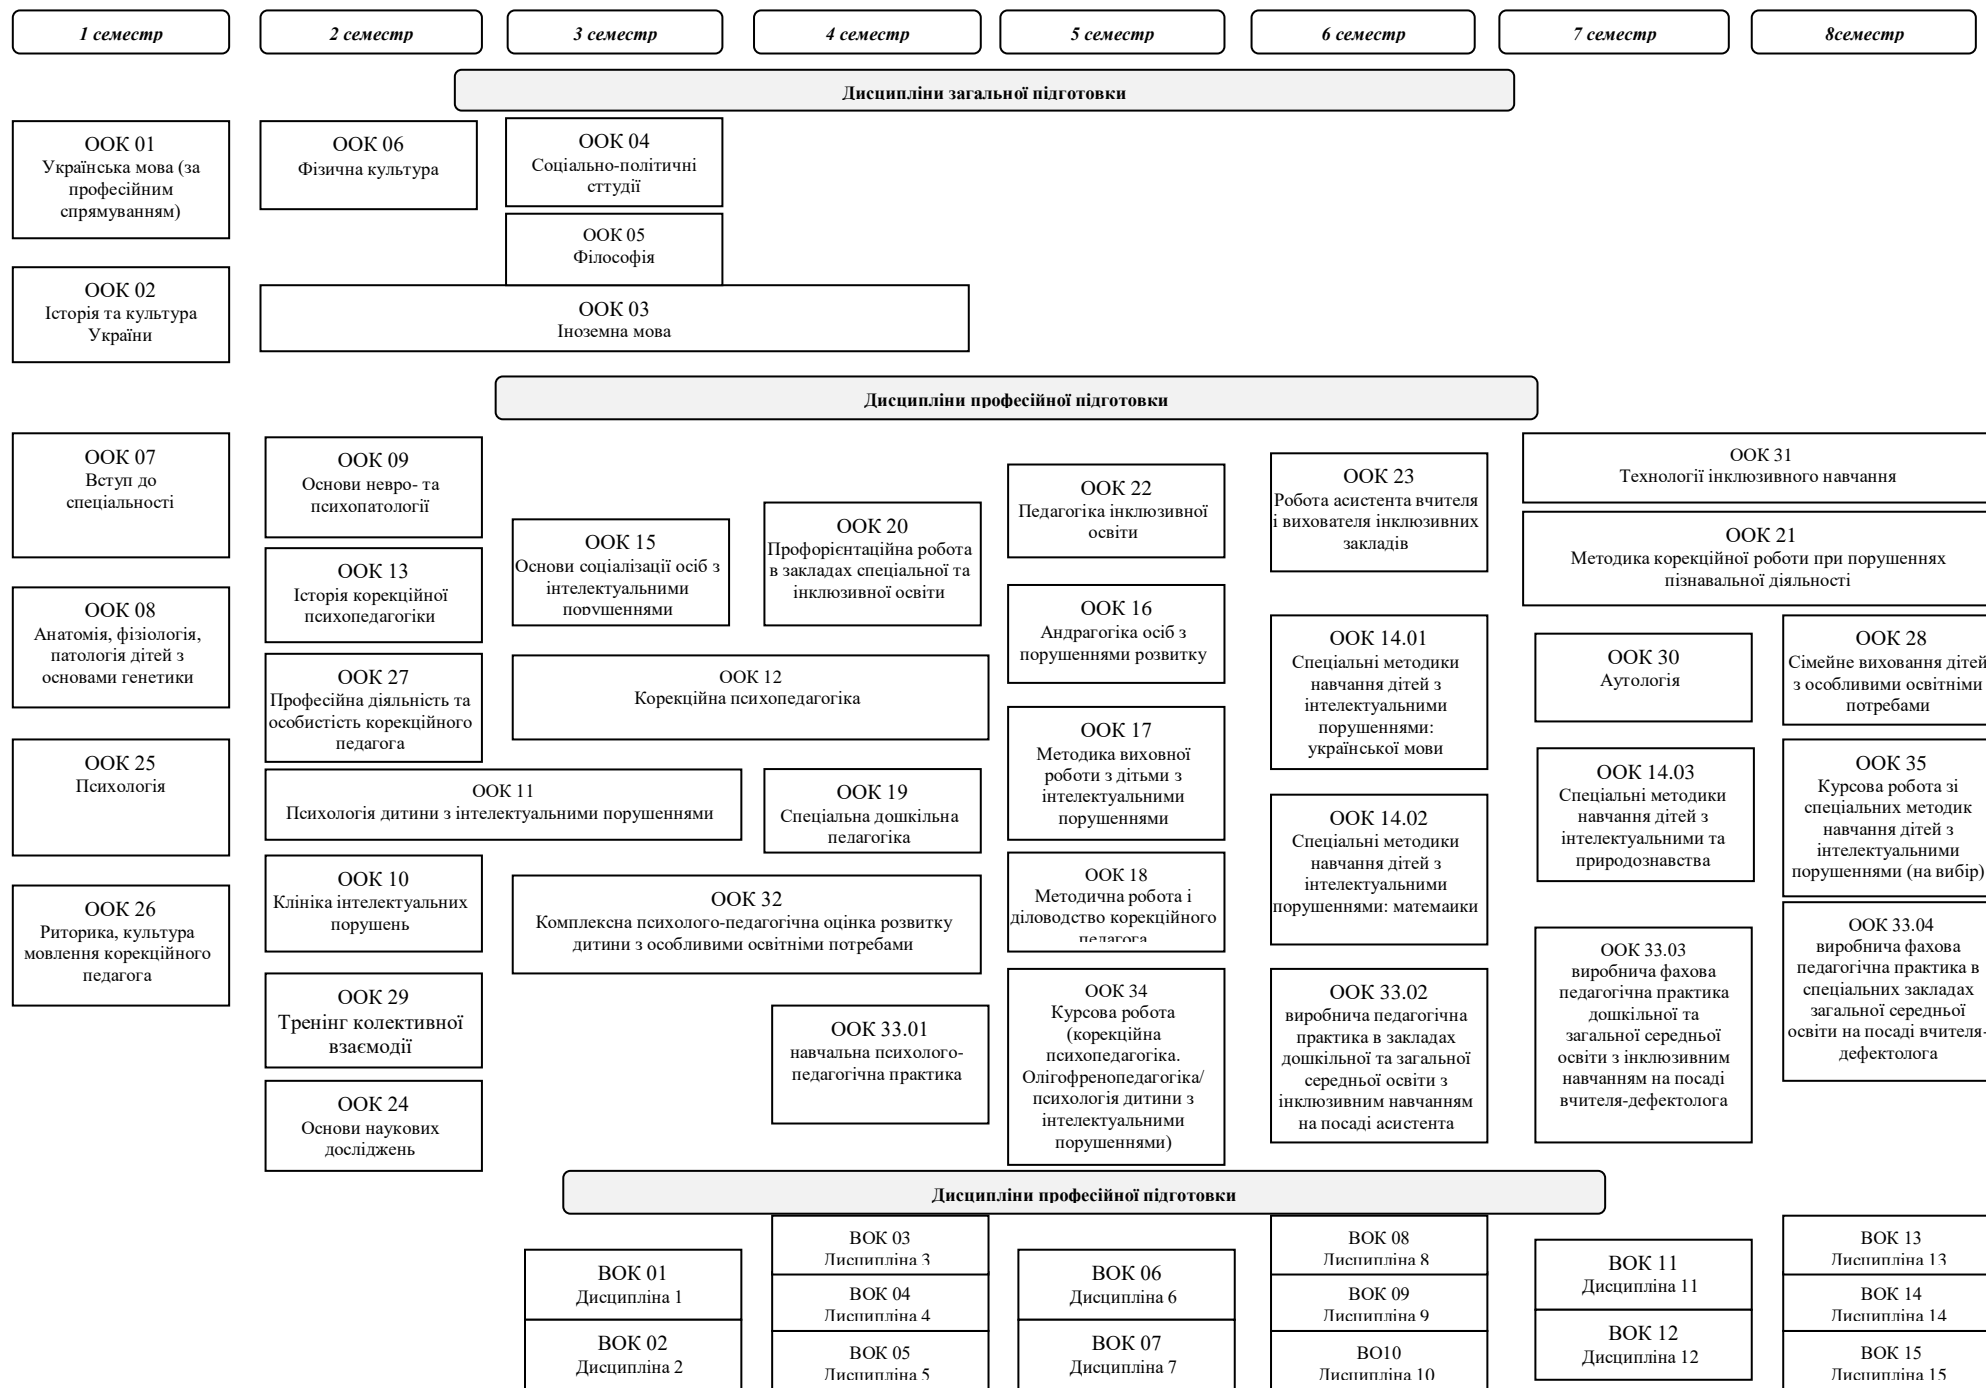 1 семестр
2 семестр
3 семестр
4 семестр
5 семестр
6 семестр
7 семестр
8семестр
Дисципліни загальної підготовки
ООК 01
Українська мова (за
професійним
спрямуванням)
ООК 06
Фізична культура
ООК 04
Соціально-політичні
сттудії
ООК 05
Філософія
ООК 02
Історія та культура
України
ООК 03
Іноземна мова
Дисципліни професійної підготовки
ООК 07
Вступ до
спеціальності
ООК 08
Анатомія, фізіологія,
патологія дітей з
основами генетики
ООК 25
Психологія
ООК 26
Риторика, культура
мовлення корекційного
педагога
ООК 09
Основи невро- та
психопатології
ООК 13
Історія корекційної
психопедагогіки
ООК 27
Професійна діяльність та
особистість корекційного
педагога
ООК 11
Психологія дитини з інтелектуальними порушеннями
ООК 10
Клініка інтелектуальних
порушень
ООК 29
Тренінг колективної
взаємодії
ООК 24
Основи наукових
досліджень
ООК 15
Основи соціалізації осіб з
інтелектуальними
порушеннями
ООК 20
Профорієнтаційна робота
в закладах спеціальної та
інклюзивної освіти
ООК 12
Корекційна психопедагогіка
ООК 19
Спеціальна дошкільна
педагогіка
ООК 32
Комплексна психолого-педагогічна оцінка розвитку
дитини з особливими освітніми потребами
ООК 33.01
навчальна психолого-
педагогічна практика
ООК 22
Педагогіка інклюзивної
освіти
ООК 16
Андрагогіка осіб з
порушеннями розвитку
ООК 17
Методика виховної
роботи з дітьми з
інтелектуальними
порушеннями
ООК 18
Методична робота і
діловодство корекційного
педагога
ООК 34
Курсова робота
(корекційна
психопедагогіка.
Олігофренопедагогіка/
психологія дитини з
інтелектуальними
порушеннями)
ООК 23
Робота асистента вчителя
і вихователя інклюзивних
закладів
ООК 14.01
Спеціальні методики
навчання дітей з
інтелектуальними
порушеннями:
української мови
ООК 14.02
Спеціальні методики
навчання дітей з
інтелектуальними
порушеннями: матемаики
ООК 33.02
виробнича педагогічна
практика в закладах
дошкільної та загальної
середньої освіти з
інклюзивним навчанням
на посаді асистента
ООК 31
Технології інклюзивного навчання
ООК 21
Методика корекційної роботи при порушеннях
пізнавальної діяльності
ООК 30
Аутологія
ООК 14.03
Спеціальні методики
навчання дітей з
інтелектуальними та
природознавства
ООК 33.03
виробнича фахова
педагогічна практика
дошкільної та
загальної середньої
освіти з інклюзивним
навчанням на посаді
вчителя-дефектолога
ООК 28
Сімейне виховання дітей
з особливими освітніми
потребами
ООК 35
Курсова робота зі
спеціальних методик
навчання дітей з
інтелектуальними
порушеннями (на вибір)
ООК 33.04
виробнича фахова
педагогічна практика в
спеціальних закладах
загальної середньої
освіти на посаді вчителя-
дефектолога
Дисципліни професійної підготовки
ВОК 01
Дисципліна 1
ВОК 02
Дисципліна 2
ВОК 03
Дисципліна 3
ВОК 04
Дисципліна 4
ВОК 05
Дисципліна 5
ВОК 06
Дисципліна 6
ВОК 07
Дисципліна 7
ВОК 08
Дисципліна 8
ВОК 09
Дисципліна 9
ВО10
Дисципліна 10
ВОК 11
Дисципліна 11
ВОК 12
Дисципліна 12
ВОК 13
Дисципліна 13
ВОК 14
Дисципліна 14
ВОК 15
Дисципліна 15